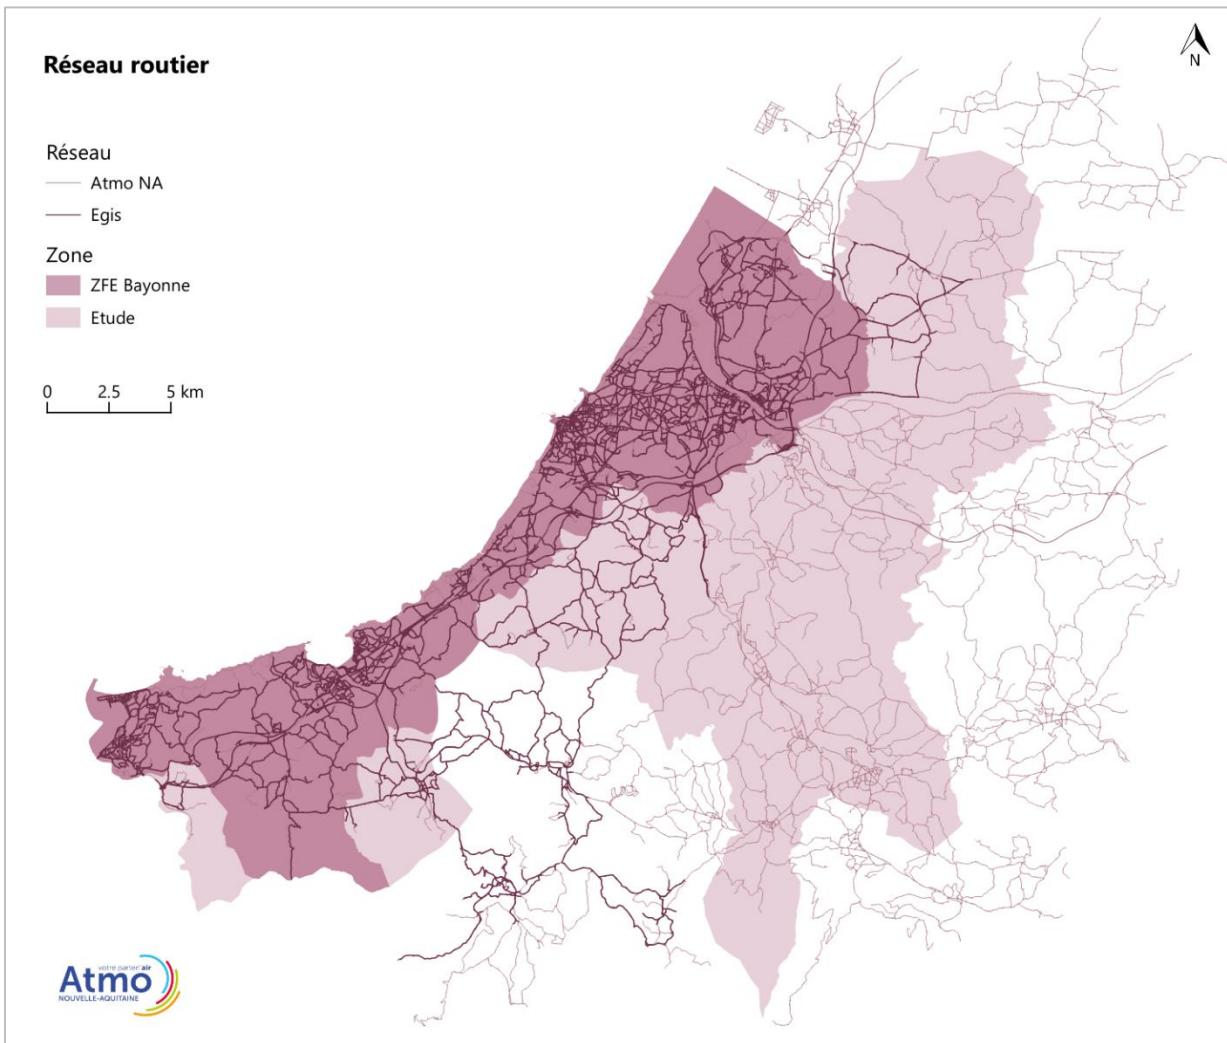 Réseau routier
N
Réseau
Atmo NA
Egis
Zone
ZFE Bayonne
Etude
0 2.5 5 km
votre parten'air
Atmo
NOUVELLE-AQUITAINE